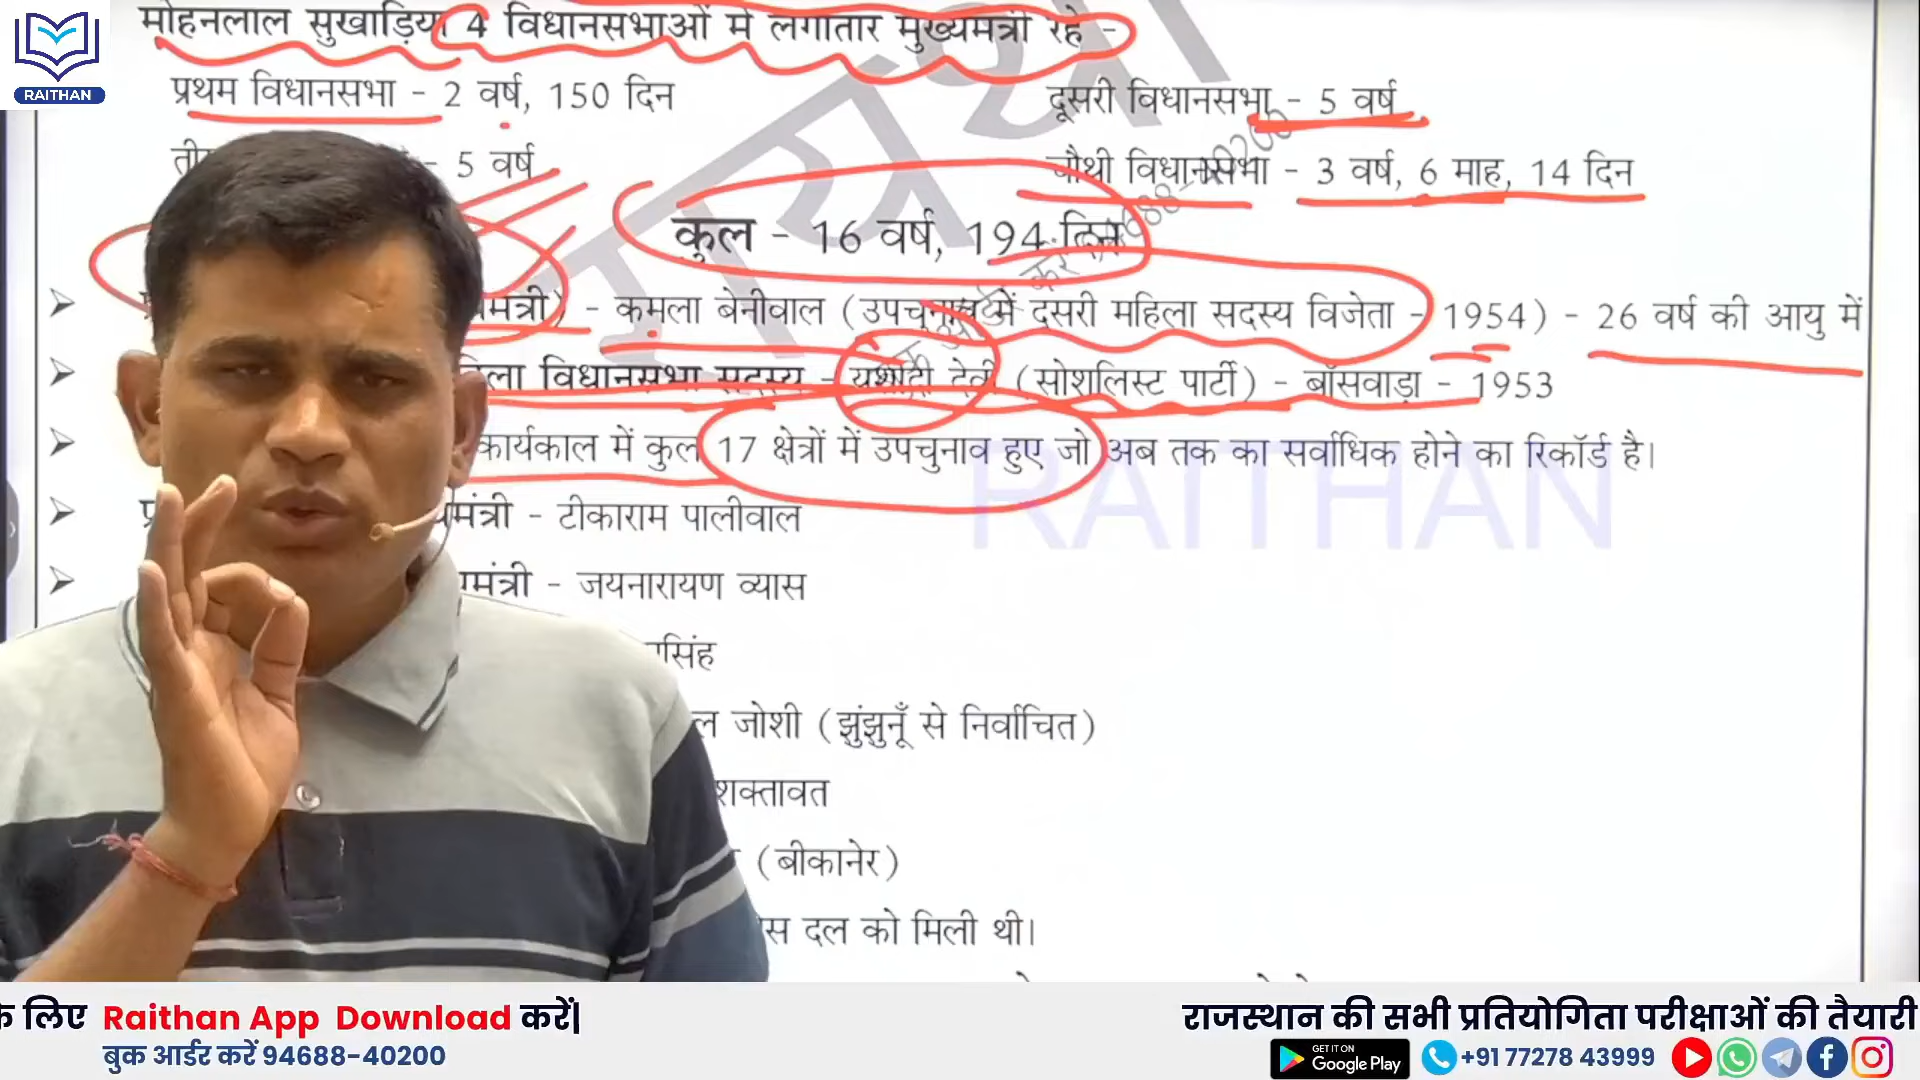 RAITHAN
मोहनलाल सुखाड़िया 4 विधानसभाओं में लगातार मुख्यमंत्री रहे -
प्रथम विधानसभा - 2 वर्ष, 150 दिन
दूसरी विधानसभा - 5 वर्ष
- 5 वर्ष
चौथी विधानसभा - 3 वर्ष, 6 माह, 14 दिन
कुल - 16 वर्ष, 194 दिन
- कमला बेनीवाल (उपचुनाव में दूसरी महिला सदस्य विजेता - 1954) - 26 वर्ष की आयु में
विधानसभा सदस्य - यशोदा देवी (सोशलिस्ट पार्टी) - बाँसवाड़ा - 1953
कार्यकाल में कुल 17 क्षेत्रों में उपचुनाव हुए जो अब तक का सर्वाधिक होने का रिकॉर्ड है।
- टीकाराम पालीवाल
- जयनारायण व्यास
जोशी (झुंझुनूँ से निर्वाचित)
शक्तावत
(बीकानेर)
दल को मिली थी।
RAITHAN
के लिए Raithan App Download करें|
बुक आर्डर करें 94688-40200
राजस्थान की सभी प्रतियोगिता परीक्षाओं की तैयारी
GET IT ON
Google Play
+91 77278 43999